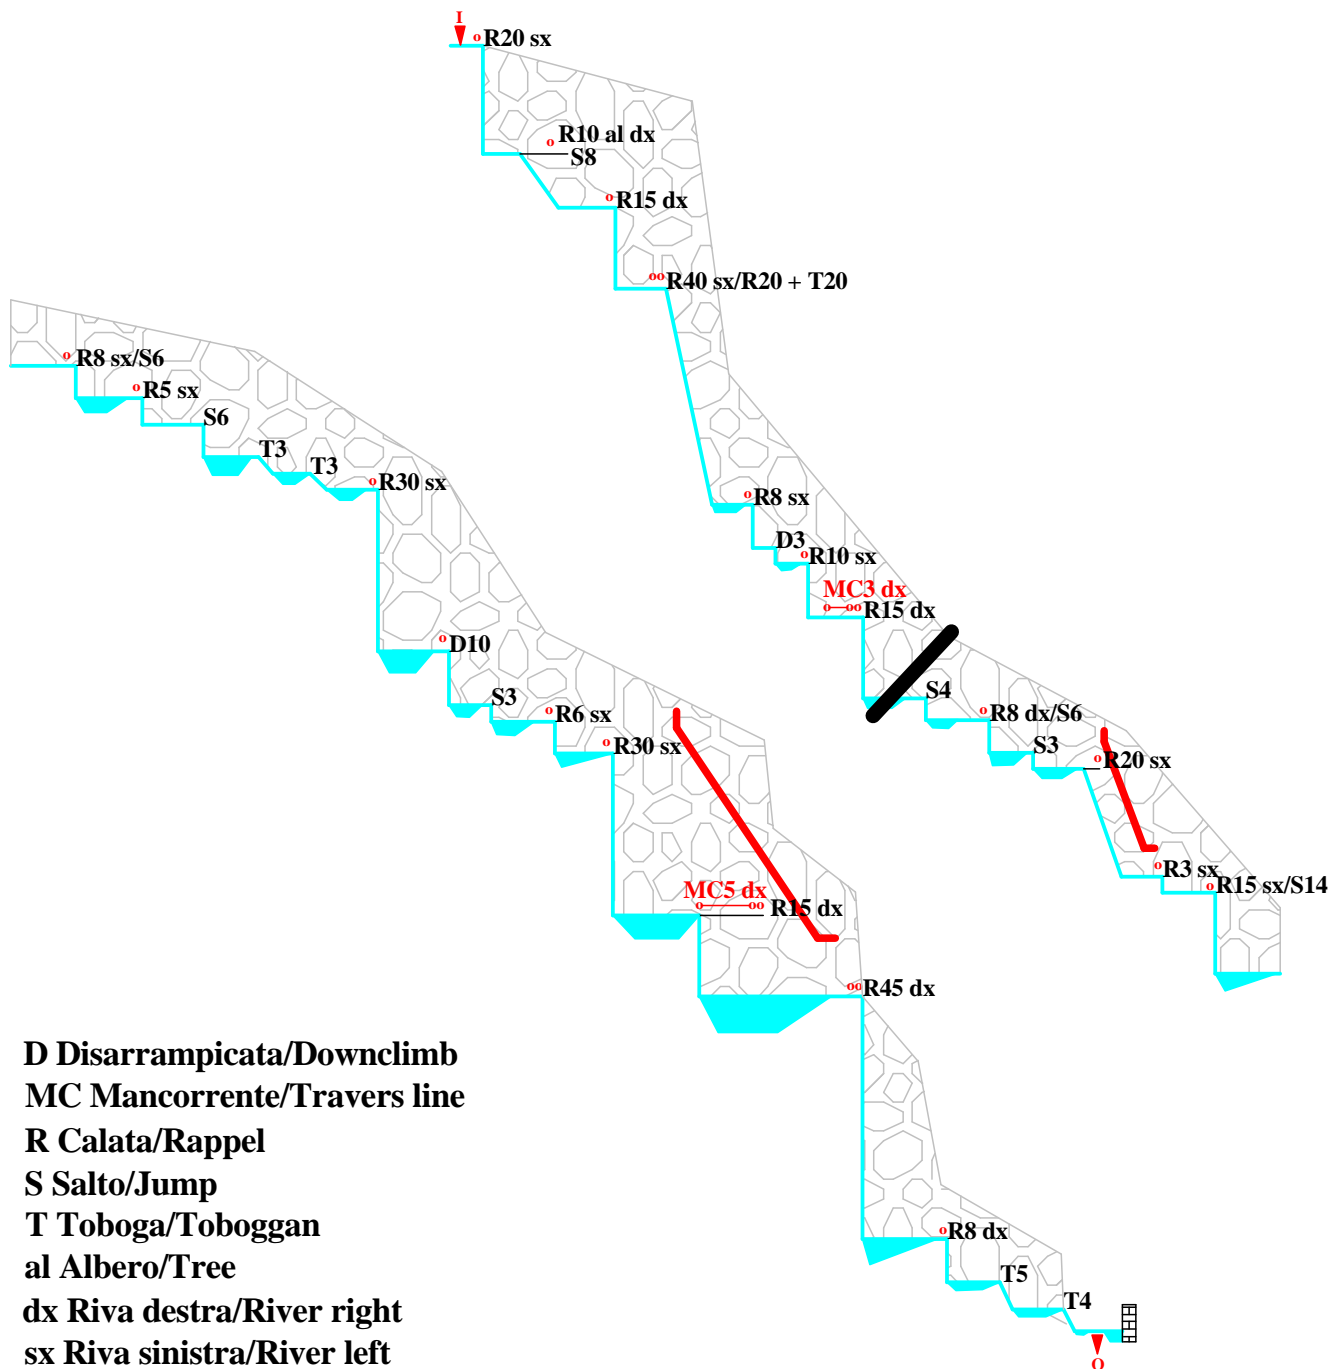 I
R20 sx
R10 al dx
S8
R15 dx
R40 sx/R20 + T20
R8 sx
D3
R10 sx
MC3 dx
R15 dx
S4
R8 dx/S6
S3
R20 sx
R3 sx
R15 sx/S14
R8 sx/S6
R5 sx
S6
T3
T3
R30 sx
D10
S3
R6 sx
R30 sx
MC5 dx
R15 dx
R45 dx
R8 dx
T5
T4
O
D Disarrampicata/Downclimb
MC Mancorrente/Travers line
R Calata/Rappel
S Salto/Jump
T Toboga/Toboggan
al Albero/Tree
dx Riva destra/River right
sx Riva sinistra/River left